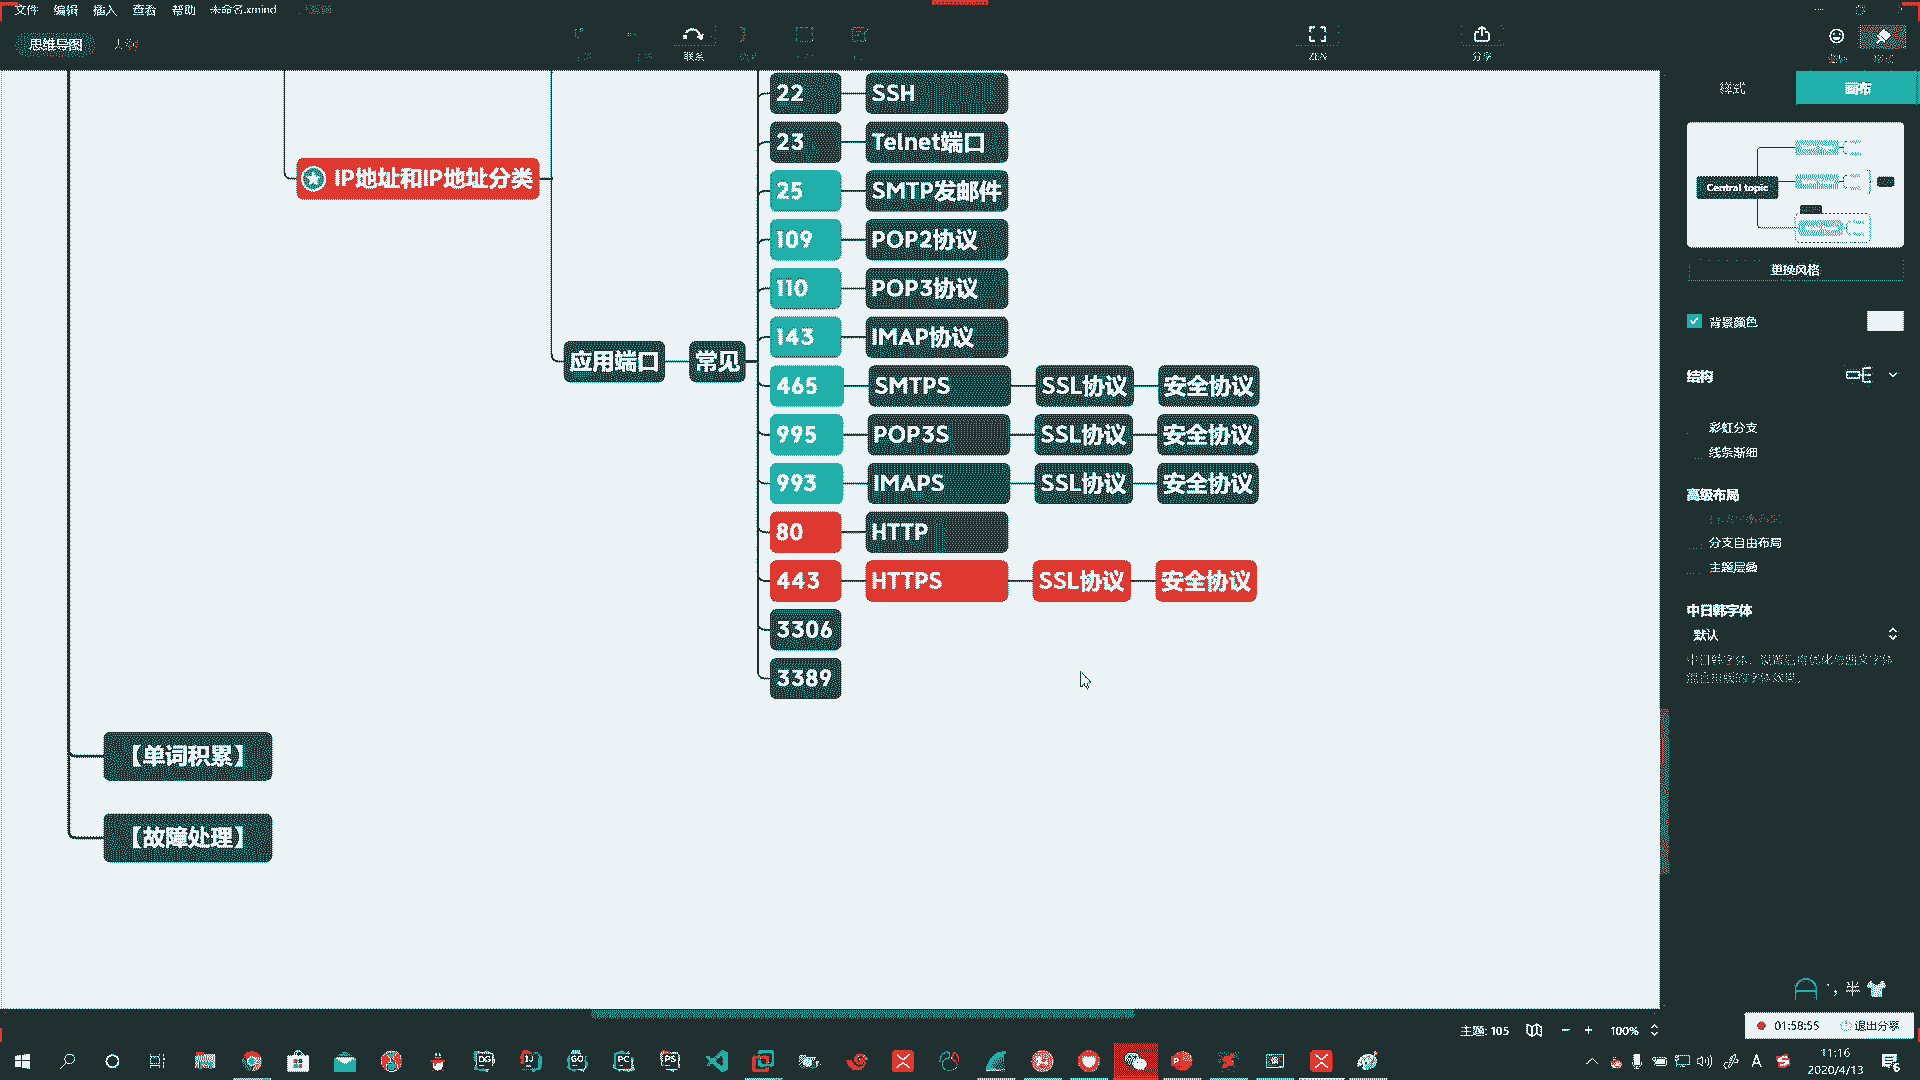 文件 编辑 插入 查看 帮助 未命名.xmind
思维导图
联系 ZEN 分享
样式 画布
22 SSH
23 Telnet端口
25 SMTP发邮件
109 POP2协议
110 POP3协议
143 IMAP协议
465 SMTPS SSL协议 安全协议
995 POP3S SSL协议 安全协议
993 IMAPS SSL协议 安全协议
80 HTTP
443 HTTPS SSL协议 安全协议
3306
3389
IP地址和IP地址分类
应用端口 常见
【单词积累】
【故障处理】
Central topic
更换风格
背景颜色
结构
彩虹分支
线条渐细
高级布局
分支自由布局
主题层叠
中日韩字体
默认
半
主题: 105 100%
01:58:55 退出分享
11:16
2020/4/13